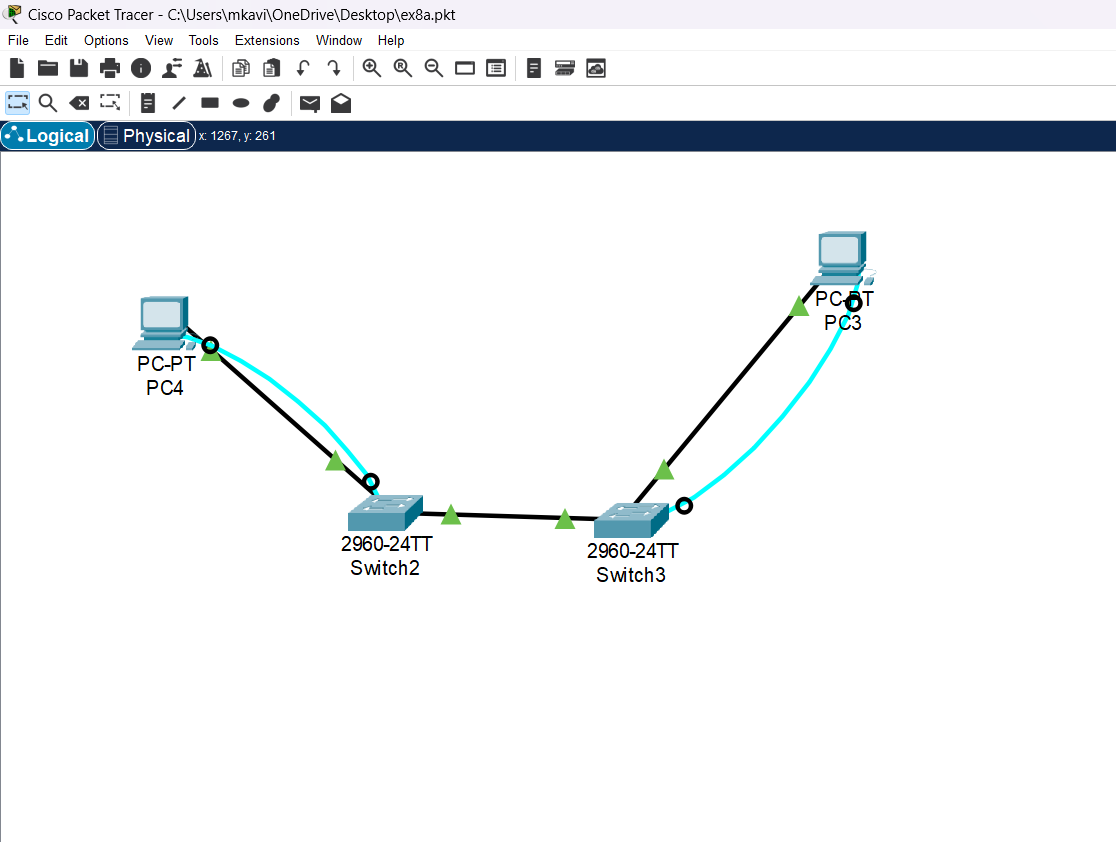 Cisco Packet Tracer - C:\Users\mkavi\OneDrive\Desktop\ex8a.pkt
File Edit Options View Tools Extensions Window Help
Logical Physical x: 1267, y: 261
PC-PT
PC3
PC-PT
PC4
2960-24TT
Switch2
2960-24TT
Switch3